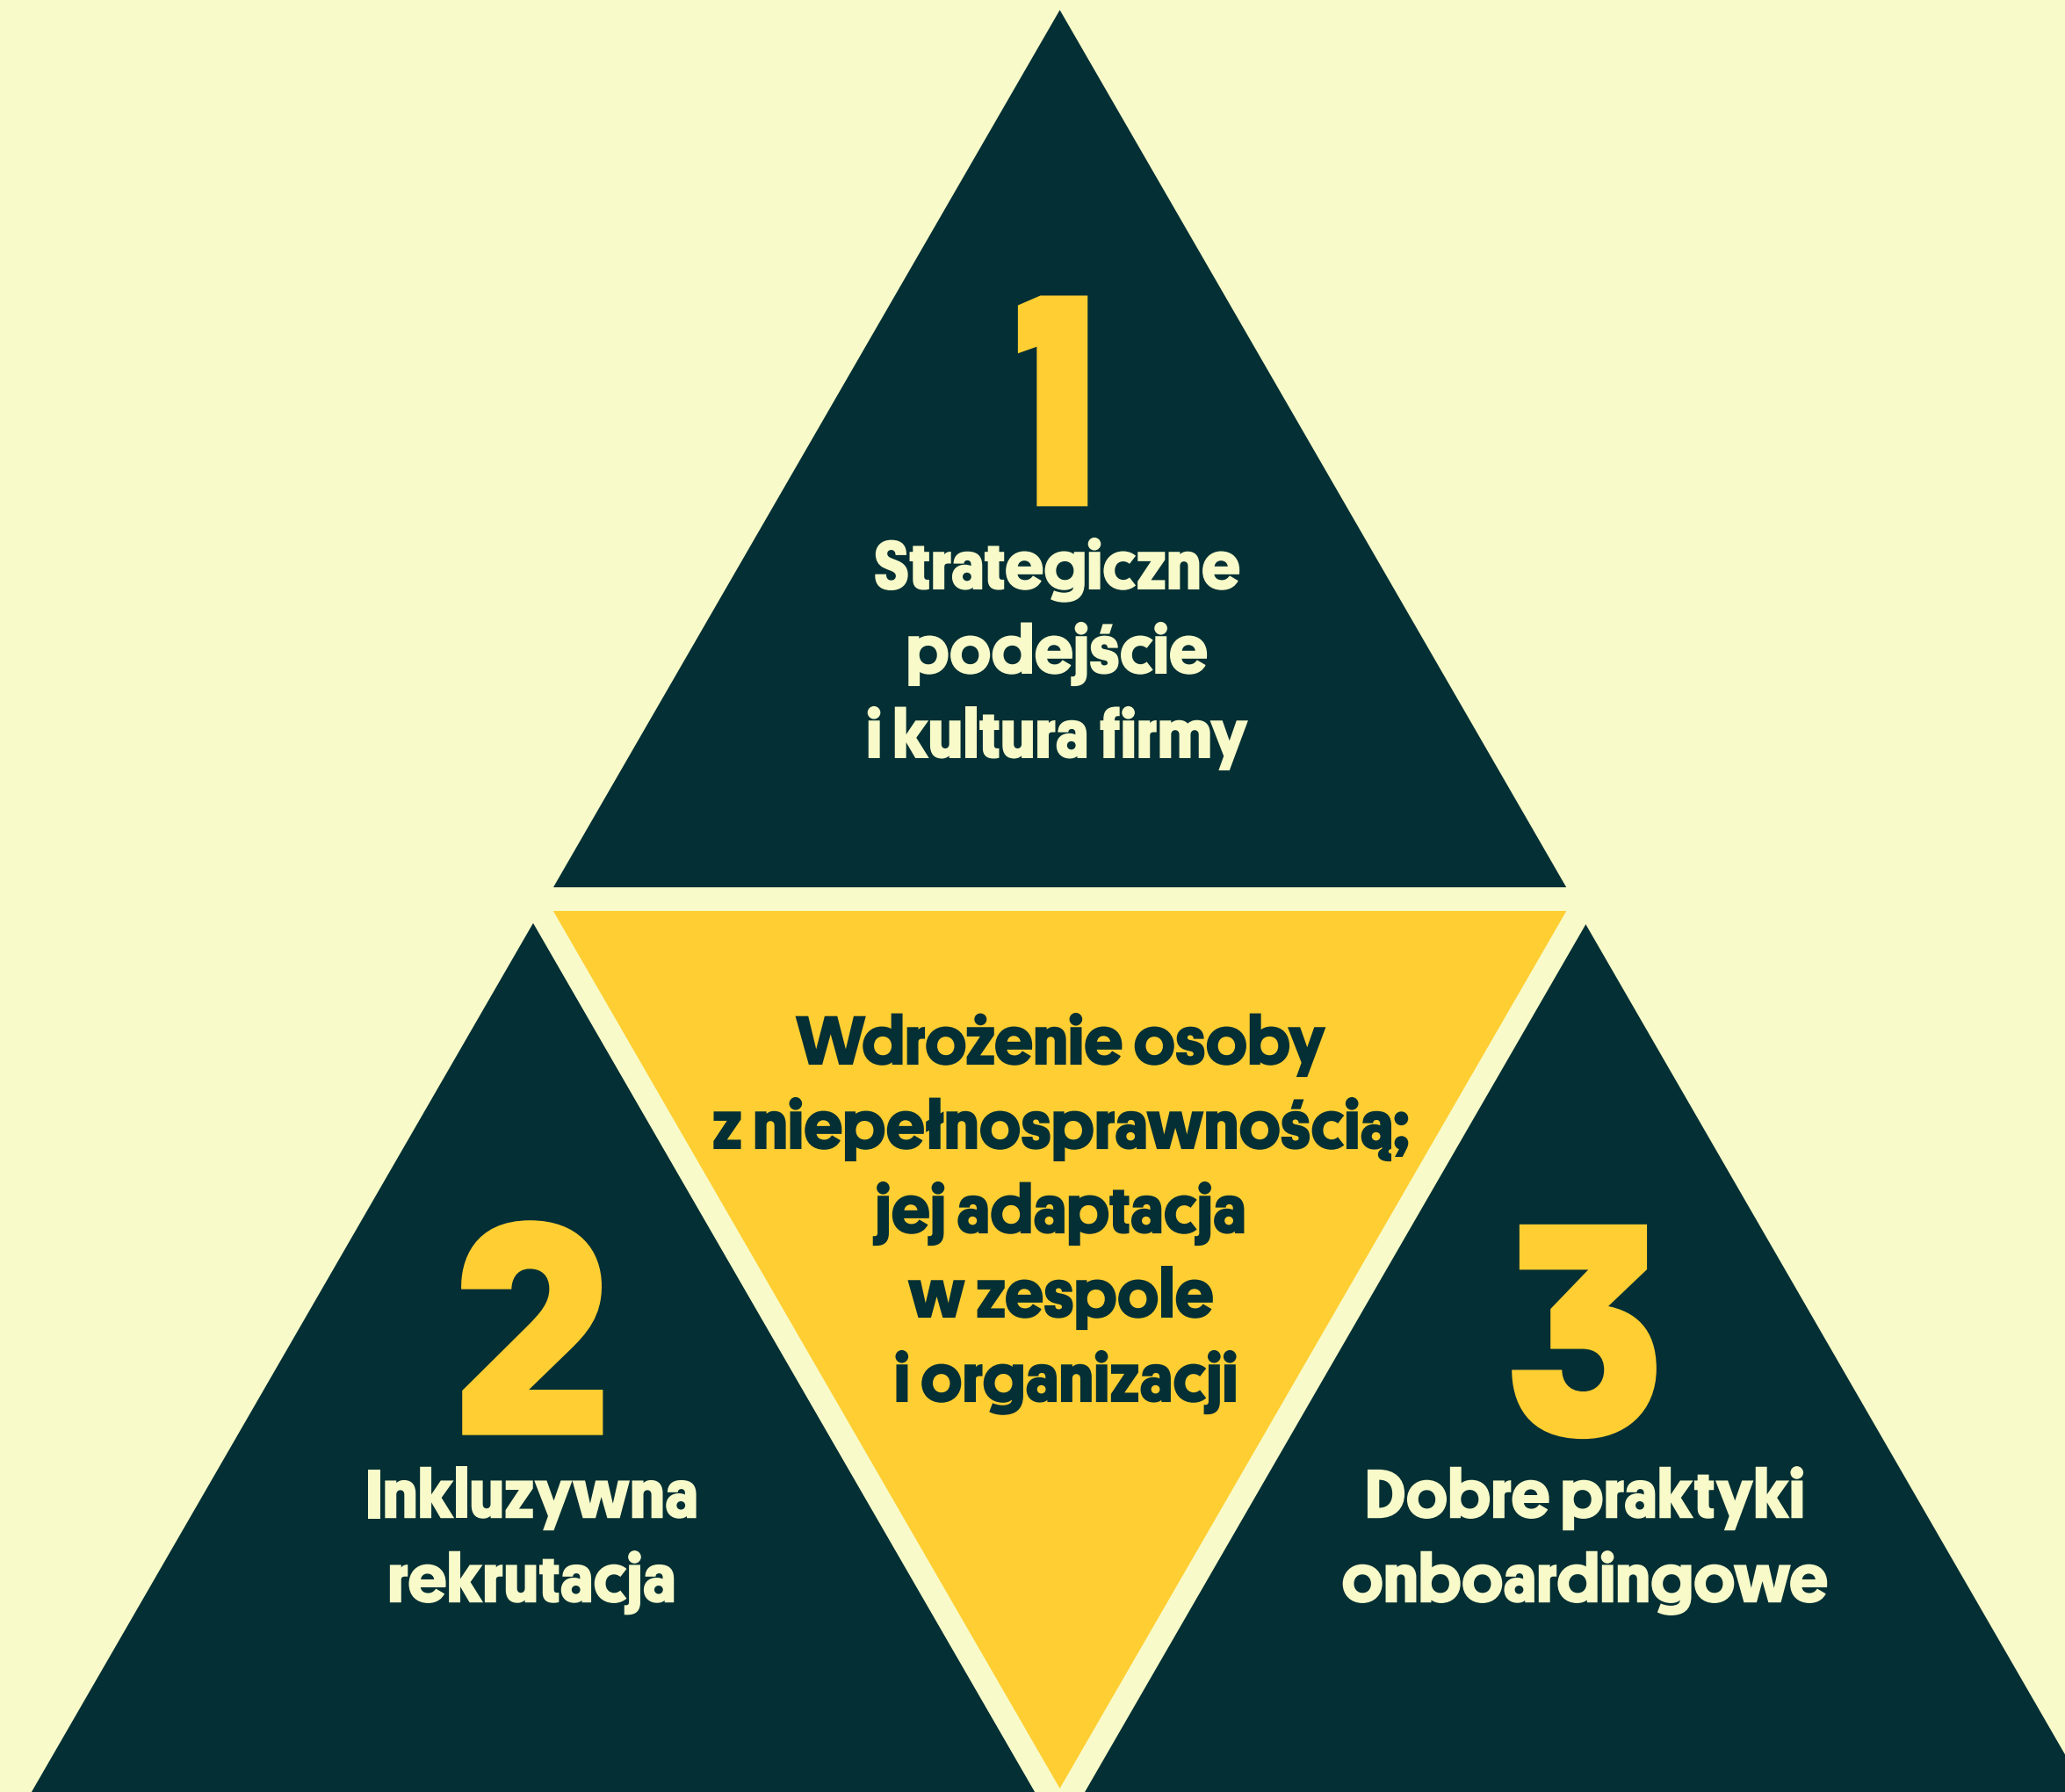 1
Strategiczne
podejście
i kultura firmy
Wdrożenie osoby
z niepełnosprawnością;
jej adaptacja
w zespole
i organizacji
2
Inkluzywna
rekrutacja
3
Dobre praktyki
onboardingowe